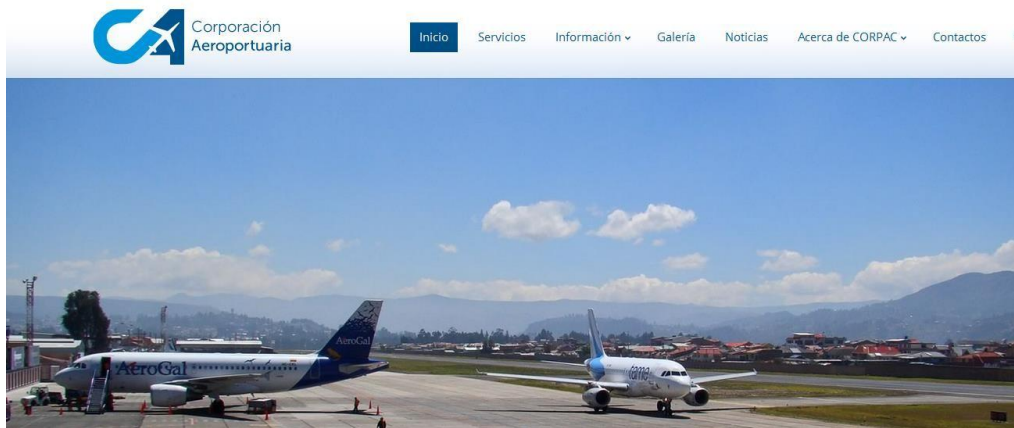 Corporación
Aeroportuaria
Inicio Servicios Información Galería Noticias Acerca de CORPAC Contactos
AeroGal
AeroGal
tame